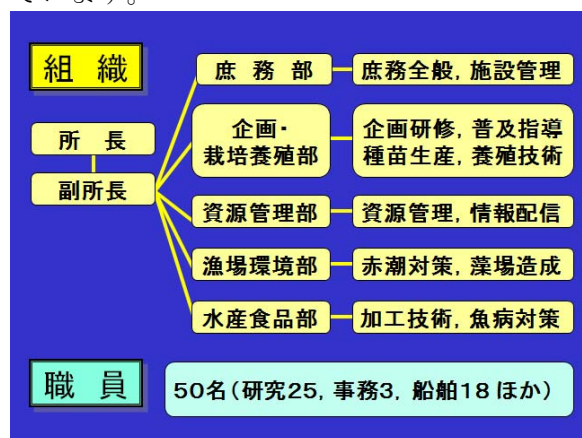 ています。
組織
所長
副所長
庶務部
庶務全般, 施設管理
企画・
栽培養殖部
企画研修, 普及指導
種苗生産, 養殖技術
資源管理部
資源管理, 情報配信
漁場環境部
赤潮対策, 藻場造成
水産食品部
加工技術, 魚病対策
職員
50名(研究25, 事務3, 船舶18 ほか)